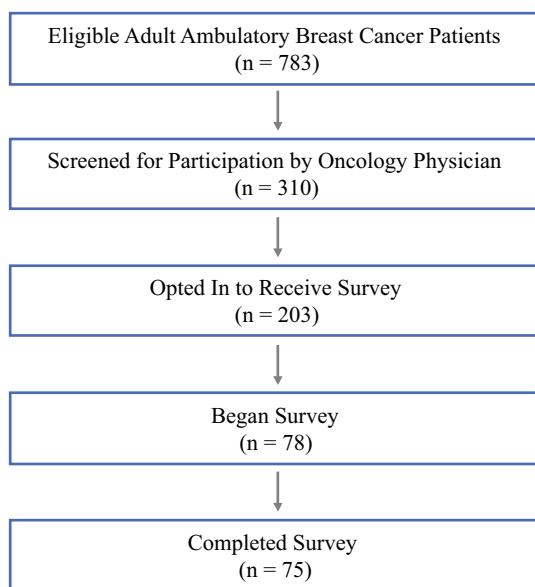 Eligible Adult Ambulatory Breast Cancer Patients
(n = 783)
Screened for Participation by Oncology Physician
(n = 310)
Opted In to Receive Survey
(n = 203)
Began Survey
(n = 78)
Completed Survey
(n = 75)